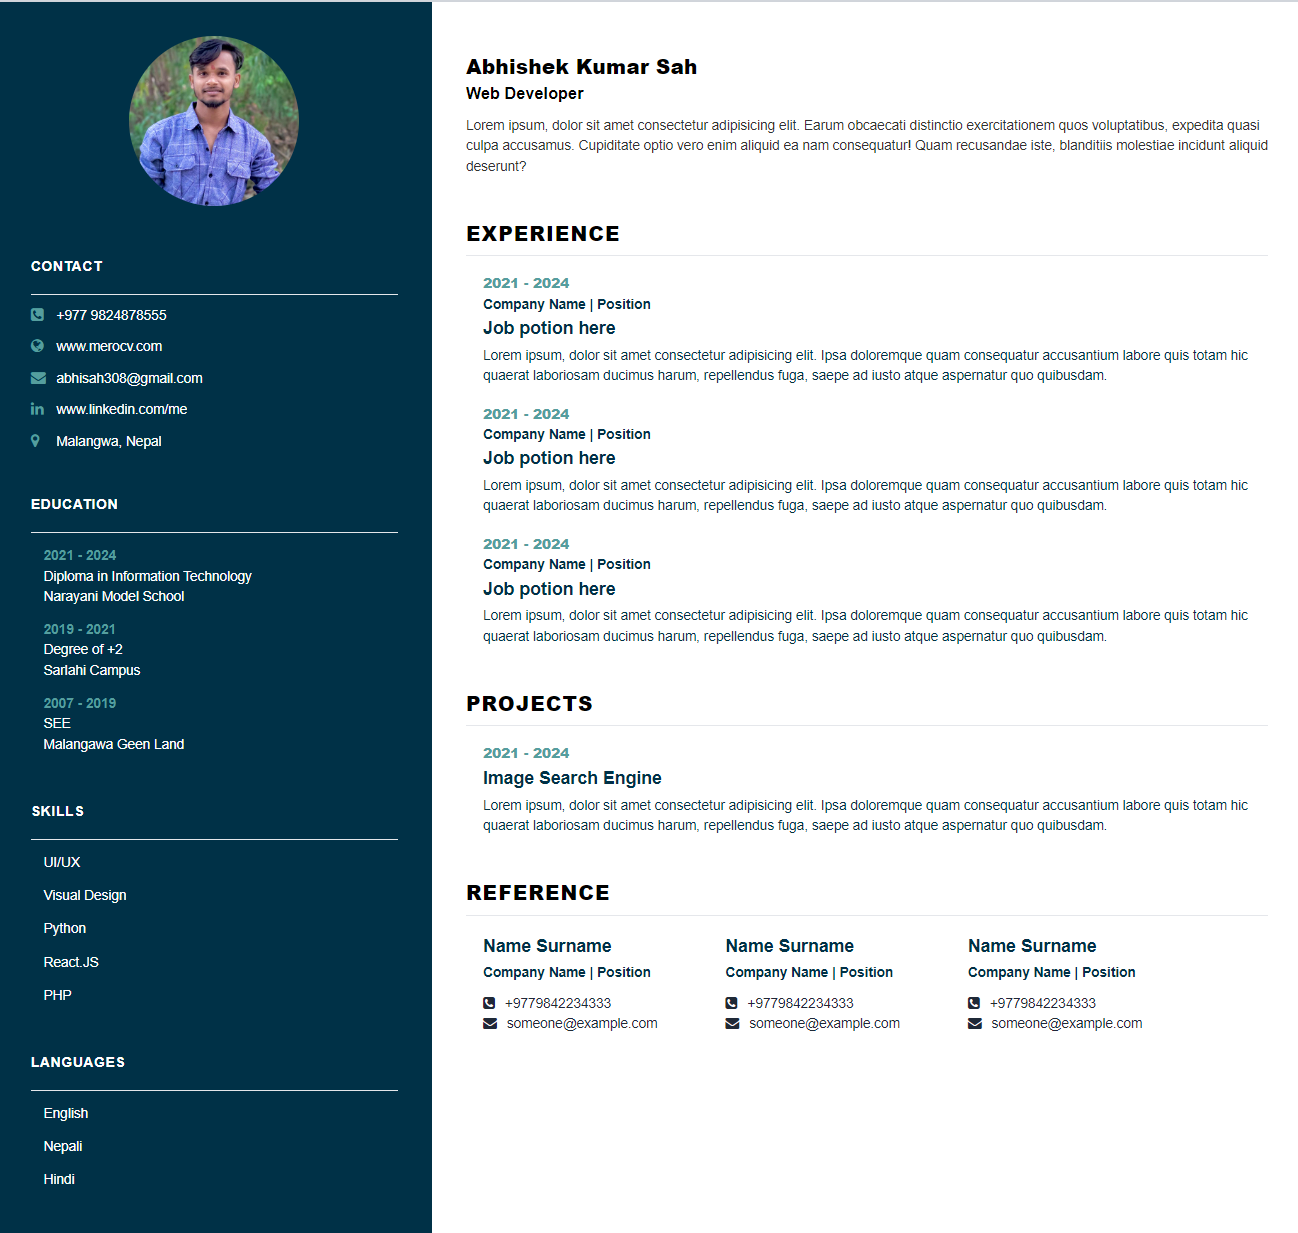 CONTACT
+977 9824878555
www.merocv.com
abhisah308@gmail.com
www.linkedin.com/me
Malangwa, Nepal
EDUCATION
2021 - 2024
Diploma in Information Technology
Narayani Model School
2019 - 2021
Degree of +2
Sarlahi Campus
2007 - 2019
SEE
Malangawa Geen Land
SKILLS
UI/UX
Visual Design
Python
React.JS
PHP
LANGUAGES
English
Nepali
Hindi
Abhishek Kumar Sah
Web Developer
Lorem ipsum, dolor sit amet consectetur adipisicing elit. Earum obcaecati distinctio exercitationem quos voluptatibus, expedita quasi
culpa accusamus. Cupiditate optio vero enim aliquid ea nam consequatur! Quam recusandae iste, blanditiis molestiae incidunt aliquid
deserunt?
EXPERIENCE
2021 - 2024
Company Name | Position
Job potion here
Lorem ipsum, dolor sit amet consectetur adipisicing elit. Ipsa doloremque quam consequatur accusantium labore quis totam hic
quaerat laboriosam ducimus harum, repellendus fuga, saepe ad iusto atque aspernatur quo quibusdam.
2021 - 2024
Company Name | Position
Job potion here
Lorem ipsum, dolor sit amet consectetur adipisicing elit. Ipsa doloremque quam consequatur accusantium labore quis totam hic
quaerat laboriosam ducimus harum, repellendus fuga, saepe ad iusto atque aspernatur quo quibusdam.
2021 - 2024
Company Name | Position
Job potion here
Lorem ipsum, dolor sit amet consectetur adipisicing elit. Ipsa doloremque quam consequatur accusantium labore quis totam hic
quaerat laboriosam ducimus harum, repellendus fuga, saepe ad iusto atque aspernatur quo quibusdam.
PROJECTS
2021 - 2024
Image Search Engine
Lorem ipsum, dolor sit amet consectetur adipisicing elit. Ipsa doloremque quam consequatur accusantium labore quis totam hic
quaerat laboriosam ducimus harum, repellendus fuga, saepe ad iusto atque aspernatur quo quibusdam.
REFERENCE
Name Surname
Company Name | Position
+9779842234333
someone@example.com
Name Surname
Company Name | Position
+9779842234333
someone@example.com
Name Surname
Company Name | Position
+9779842234333
someone@example.com